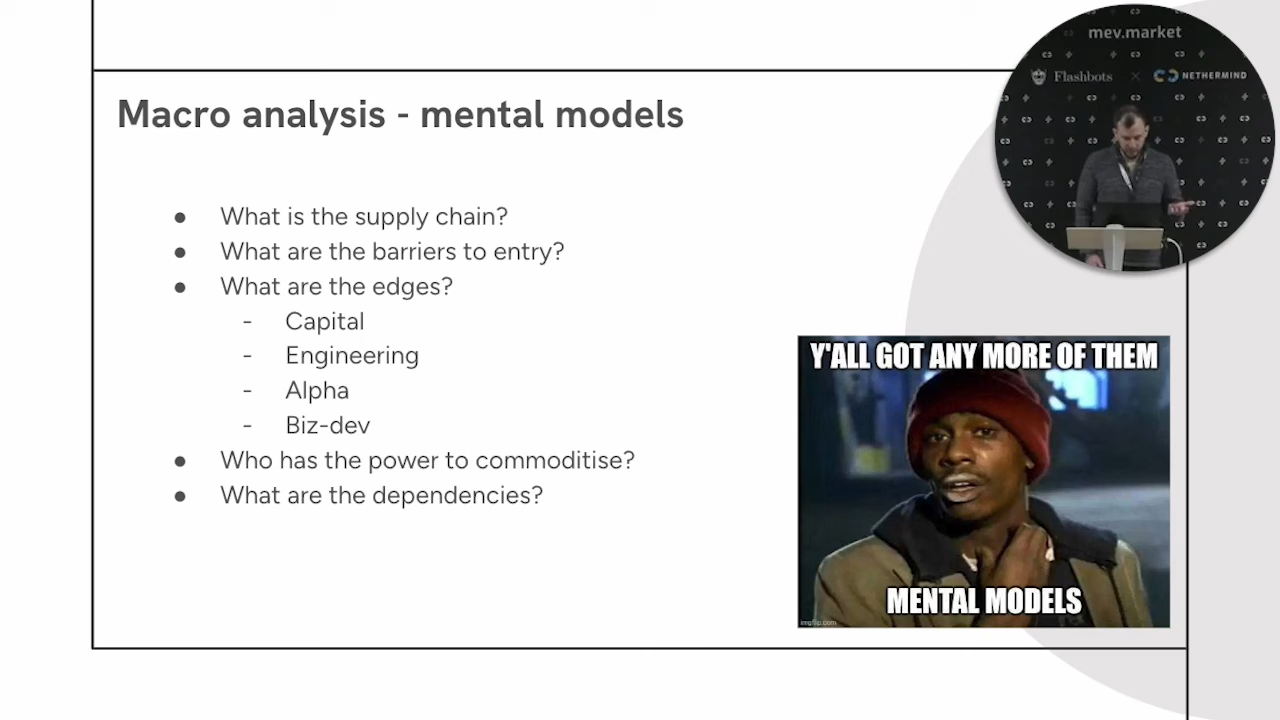 mev.market
Flashbots × NETHERMIND
Macro analysis - mental models
● What is the supply chain?
● What are the barriers to entry?
● What are the edges?
- Capital
- Engineering
- Alpha
- Biz-dev
● Who has the power to commoditise?
● What are the dependencies?
Y'ALL GOT ANY MORE OF THEM
MENTAL MODELS
imgflip.com